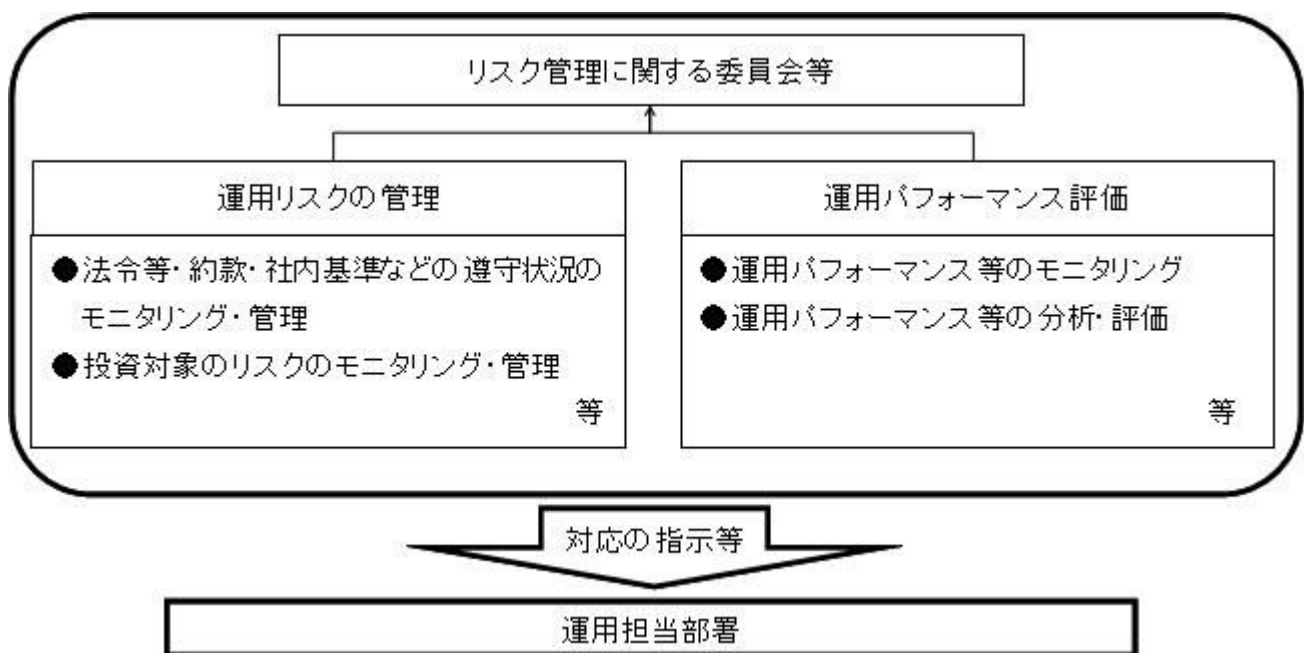 リスク管理に関する委員会等
運用リスクの管理
●法令等・約款・社内基準などの遵守状況の
モニタリング・管理
●投資対象のリスクのモニタリング・管理
等
運用パフォーマンス評価
●運用パフォーマンス等のモニタリング
●運用パフォーマンス等の分析・評価
等
対応の指示等
運用担当部署